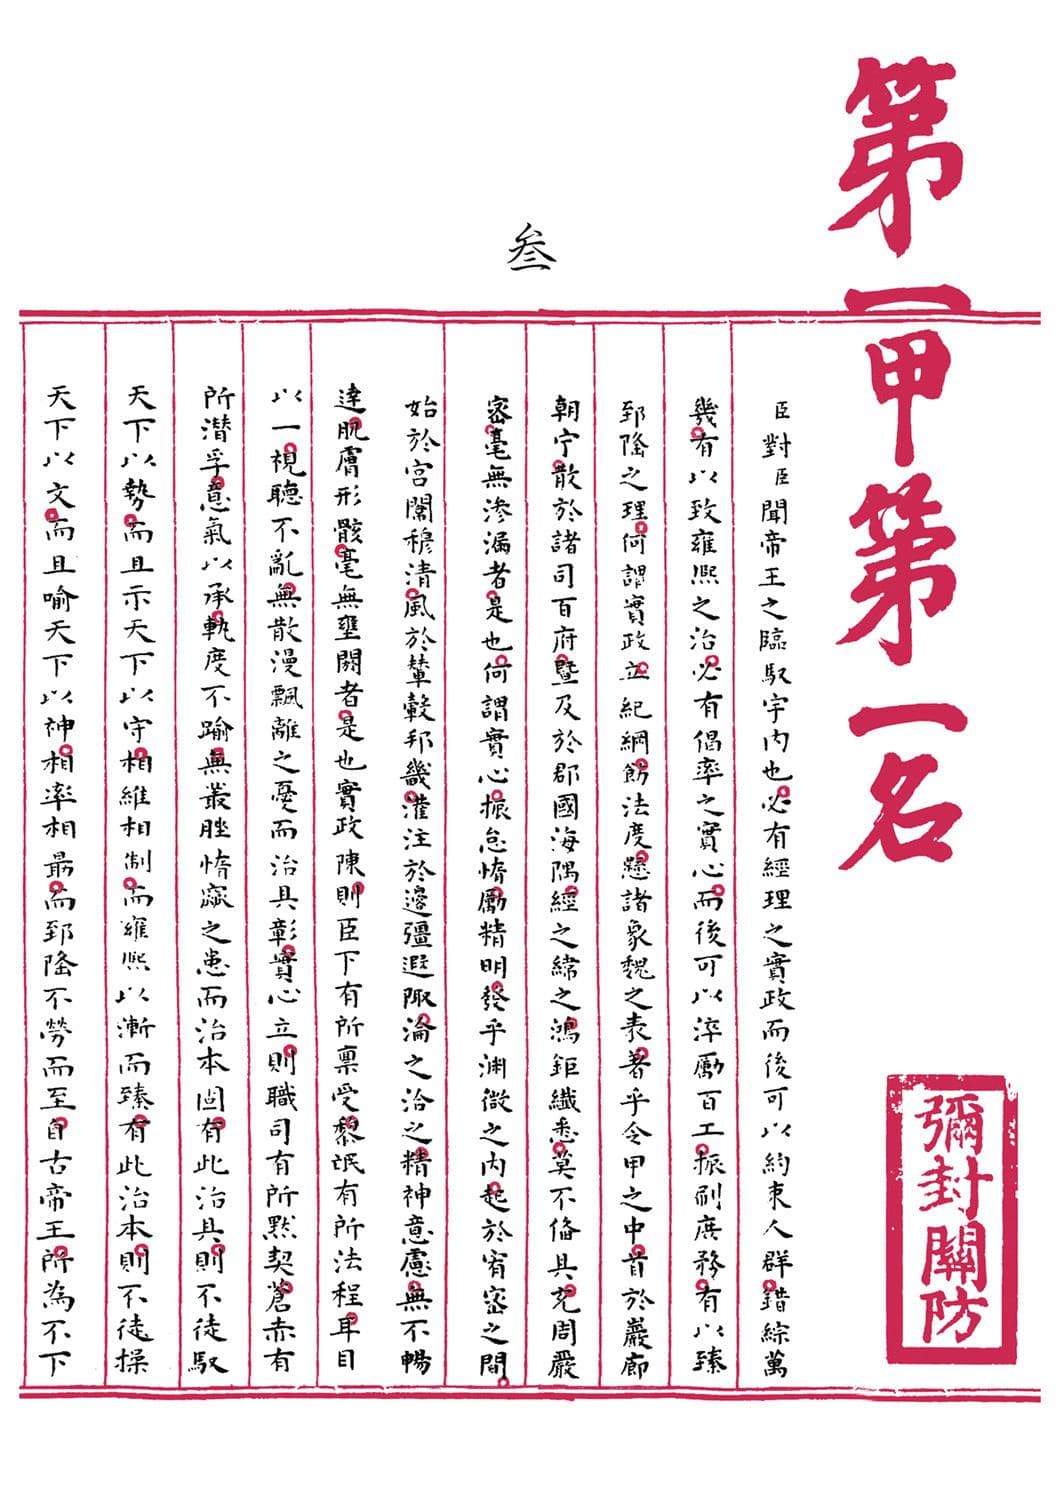 第一甲第一名
彌封關防
叁
臣對臣聞帝王之臨馭宇內也必有經理之實政而後可以約束人群錯綜萬
幾有以致雍熙之治必有倡率之實心而後可以淬勵百工振刷庶務有以臻
郅隆之理何謂實政立紀綱飭法度懸諸象魏之表著乎令甲之中首於巖廊
朝宁散於諸司百府暨及於郡國海隅經之緯之鴻鉅纖悉莫不俻具充周嚴
密毫無滲漏者是也何謂實心振怠惰勵精明發乎淵微之內起於宥密之間
始於宮闈穆清風於輦轂邦畿灌注於邊疆遐陬淪之洽之精神意慮無不暢
達肌膚形骸毫無壅閼者是也實政陳則臣下有所禀受黎氓有所法程耳目
以一視聽不亂無散漫飄離之憂而治具彰實心立則職司有所默契蒼赤有
所潛孚意氣以承軌度不踰無叢脞惰窳之患而治本固有此治具則不徒馭
天下以勢而且示天下以守相維相制而雍熙以漸而臻有此治本則不徒操
天下以文而且喻天下以神相率相最而郅隆不勞而至自古帝王所為不下